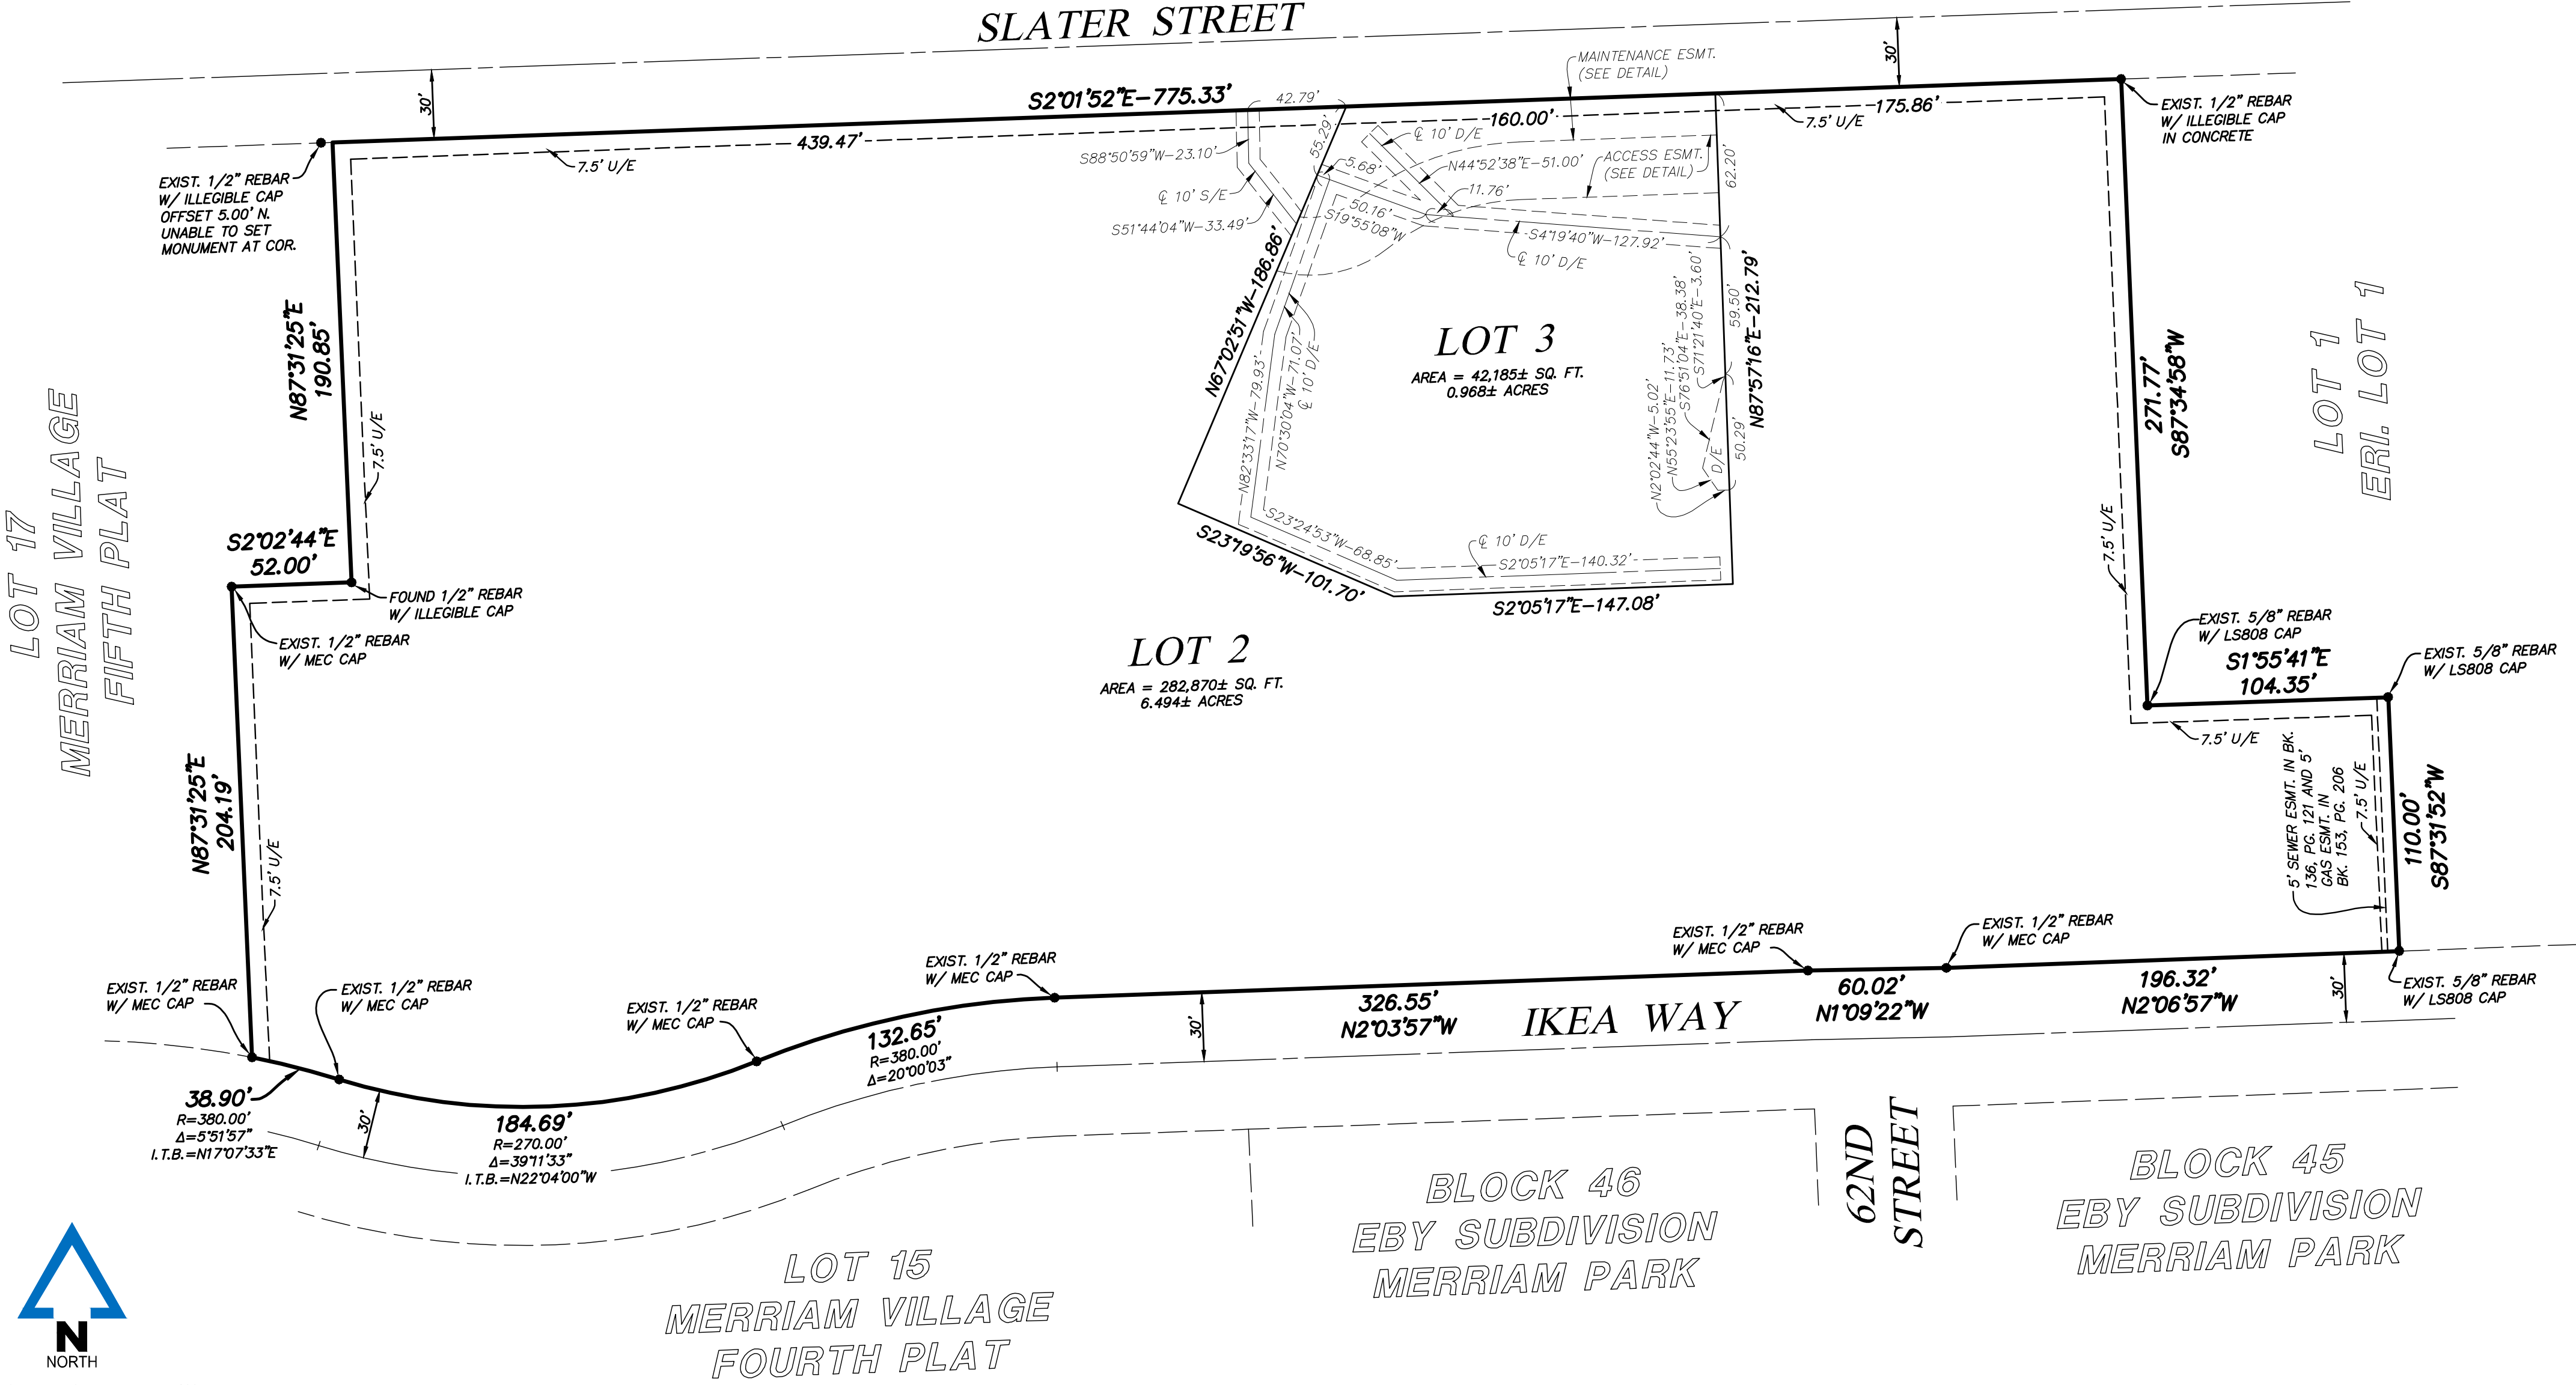 SLATER STREET
30'
30'
S2°01'52"E-775.33'
42.79'
MAINTENANCE ESMT.
(SEE DETAIL)
439.47'
160.00'
175.86'
7.5' U/E
7.5' U/E
EXIST. 1/2" REBAR
W/ ILLEGIBLE CAP
IN CONCRETE
EXIST. 1/2" REBAR
W/ ILLEGIBLE CAP
OFFSET 5.00' N.
UNABLE TO SET
MONUMENT AT COR.
S88°50'59"W-23.10'
℄ 10' S/E
S51°44'04"W-33.49'
55.29'
5.68'
℄ 10' D/E
N44°52'38"E-51.00'
ACCESS ESMT.
(SEE DETAIL)
62.20'
11.76'
50.16'
S19°55'08"W
S4°19'40"W-127.92'
℄ 10' D/E
N67°02'51"W-186.86'
N82°33'17"W-79.93'
N70°30'04"W-71.07'
℄ 10' D/E
LOT 3
AREA = 42,185± SQ. FT.
0.968± ACRES
N2°02'44"W-5.02'
N55°23'55"E-11.73'
S76°51'04"E-38.38'
S71°21'40"E-3.60'
D/E
59.50'
50.29'
N87°57'16"E-212.79'
S23°24'53"W-68.85'
S23°19'56"W-101.70'
℄ 10' D/E
S2°05'17"E-140.32'
S2°05'17"E-147.08'
N87°31'25"E
190.85'
7.5' U/E
LOT 17
MERRIAM VILLAGE
FIFTH PLAT
S2°02'44"E
52.00'
FOUND 1/2" REBAR
W/ ILLEGIBLE CAP
EXIST. 1/2" REBAR
W/ MEC CAP
N87°31'25"E
204.19'
7.5' U/E
LOT 2
AREA = 282,870± SQ. FT.
6.494± ACRES
271.77'
S87°34'58"W
LOT 1
ERI. LOT 1
7.5' U/E
EXIST. 5/8" REBAR
W/ LS808 CAP
S1°55'41"E
104.35'
EXIST. 5/8" REBAR
W/ LS808 CAP
7.5' U/E
5' SEWER ESMT. IN BK.
136, PG. 121 AND 5'
GAS ESMT. IN
BK. 153, PG. 206
7.5' U/E
110.00'
S87°31'52"W
EXIST. 1/2" REBAR
W/ MEC CAP
EXIST. 1/2" REBAR
W/ MEC CAP
EXIST. 1/2" REBAR
W/ MEC CAP
EXIST. 1/2" REBAR
W/ MEC CAP
EXIST. 1/2" REBAR
W/ MEC CAP
EXIST. 1/2" REBAR
W/ MEC CAP
EXIST. 5/8" REBAR
W/ LS808 CAP
38.90'
R=380.00'
Δ=5°51'57"
I.T.B.=N17°07'33"E
30'
184.69'
R=270.00'
Δ=39°11'33"
I.T.B.=N22°04'00"W
132.65'
R=380.00'
Δ=20°00'03"
30'
326.55'
N2°03'57"W
IKEA WAY
60.02'
N1°09'22"W
196.32'
N2°06'57"W
30'
62ND
STREET
LOT 15
MERRIAM VILLAGE
FOURTH PLAT
BLOCK 46
EBY SUBDIVISION
MERRIAM PARK
BLOCK 45
EBY SUBDIVISION
MERRIAM PARK
N
NORTH